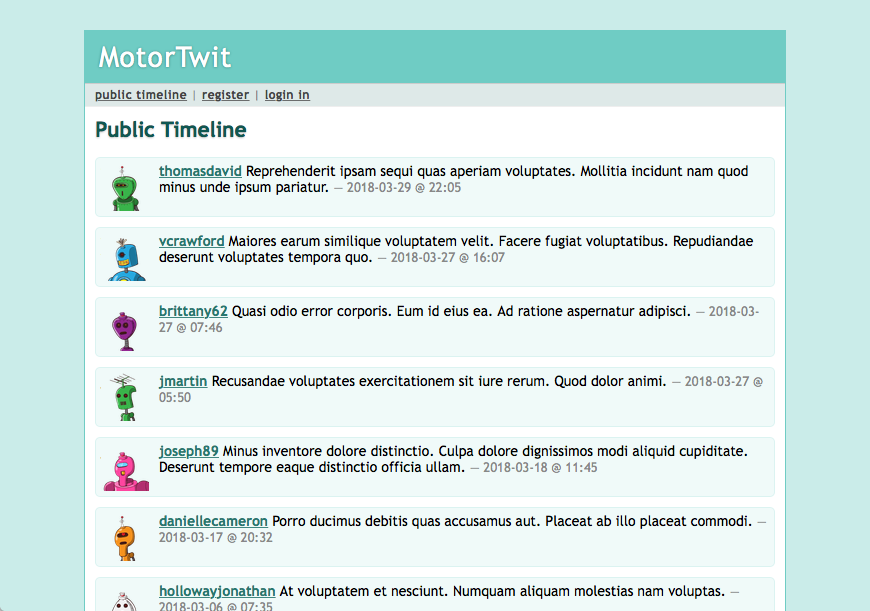 MotorTwit
public timeline | register | login in
Public Timeline
thomasdavid Reprehenderit ipsam sequi quas aperiam voluptates. Mollitia incidunt nam quod
minus unde ipsum pariatur. — 2018-03-29 @ 22:05
vcrawford Maiores earum similique voluptatem velit. Facere fugiat voluptatibus. Repudiandae
deserunt voluptates tempora quo. — 2018-03-27 @ 16:07
brittany62 Quasi odio error corporis. Eum id eius ea. Ad ratione aspernatur adipisci. — 2018-03-
27 @ 07:46
jmartin Recusandae voluptates exercitationem sit iure rerum. Quod dolor animi. — 2018-03-27 @
05:50
joseph89 Minus inventore dolore distinctio. Culpa dolore dignissimos modi aliquid cupiditate.
Deserunt tempore eaque distinctio officia ullam. — 2018-03-18 @ 11:45
daniellecameron Porro ducimus debitis quas accusamus aut. Placeat ab illo placeat commodi. —
2018-03-17 @ 20:32
hollowayjonathan At voluptatem et nesciunt. Numquam aliquam molestias nam voluptas. —
2018-03-06 @ 07:35